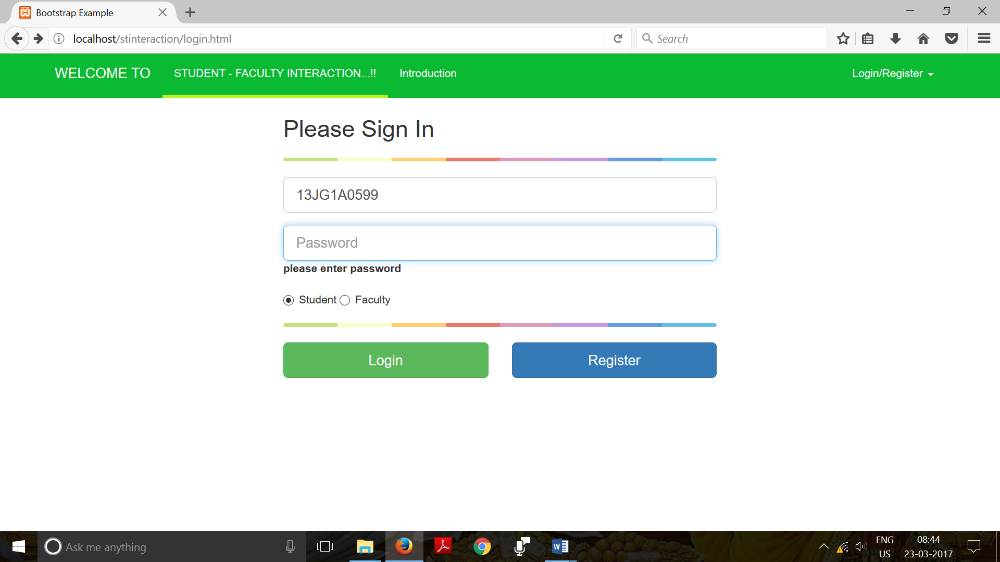 Bootstrap Example
localhost/stinteraction/login.html
Search
WELCOME TO STUDENT - FACULTY INTERACTION...!! Introduction Login/Register
Please Sign In
13JG1A0599
Password
please enter password
Student Faculty
Login Register
Ask me anything
ENG 08:44
US 23-03-2017